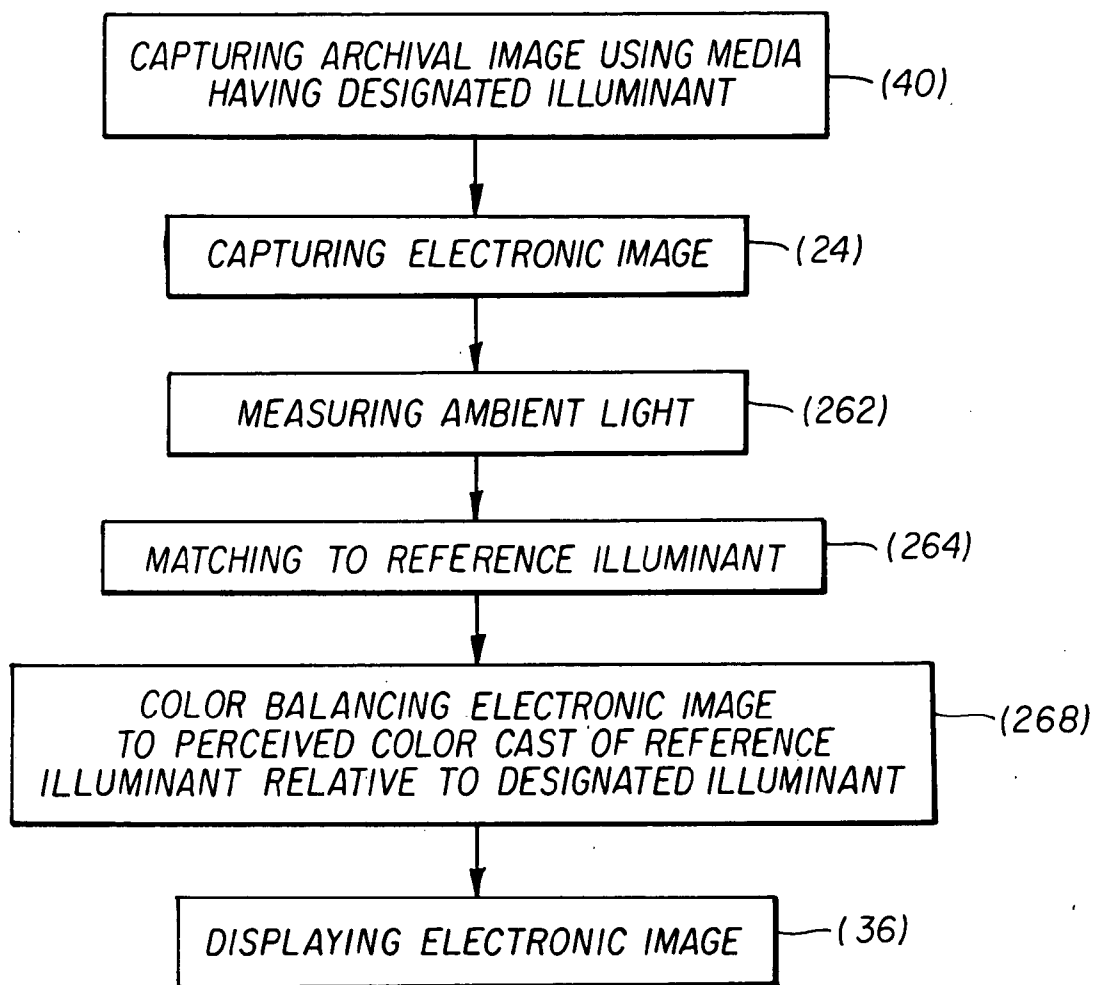 CAPTURING ARCHIVAL IMAGE USING MEDIA
HAVING DESIGNATED ILLUMINANT
(40)
CAPTURING ELECTRONIC IMAGE
(24)
MEASURING AMBIENT LIGHT
(262)
MATCHING TO REFERENCE ILLUMINANT
(264)
COLOR BALANCING ELECTRONIC IMAGE
TO PERCEIVED COLOR CAST OF REFERENCE
ILLUMINANT RELATIVE TO DESIGNATED ILLUMINANT
(268)
DISPLAYING ELECTRONIC IMAGE
(36)